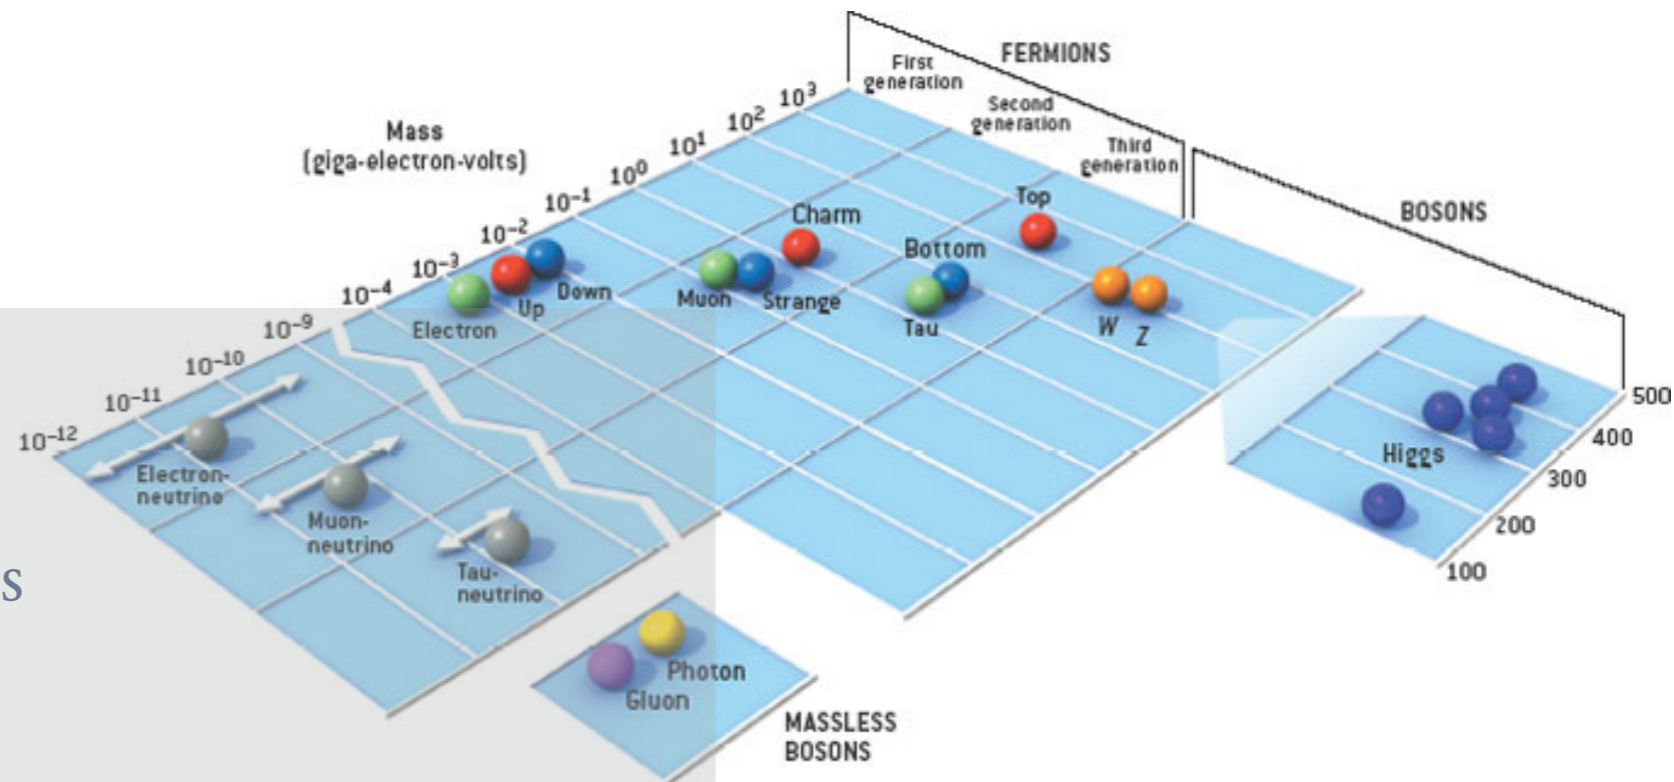 FERMIONS
First
generation
Second
generation
Third
generation
BOSONS
Mass
(giga-electron-volts)
10³
10²
10¹
10⁰
10⁻¹
10⁻²
10⁻³
10⁻⁴
10⁻⁹
10⁻¹⁰
10⁻¹¹
10⁻¹²
Top
Charm
Bottom
Down
Up
Electron
Muon
Strange
Tau
W
Z
Electron-
neutrino
Muon-
neutrino
Tau-
neutrino
Higgs
500
400
300
200
100
s
Photon
Gluon
MASSLESS
BOSONS